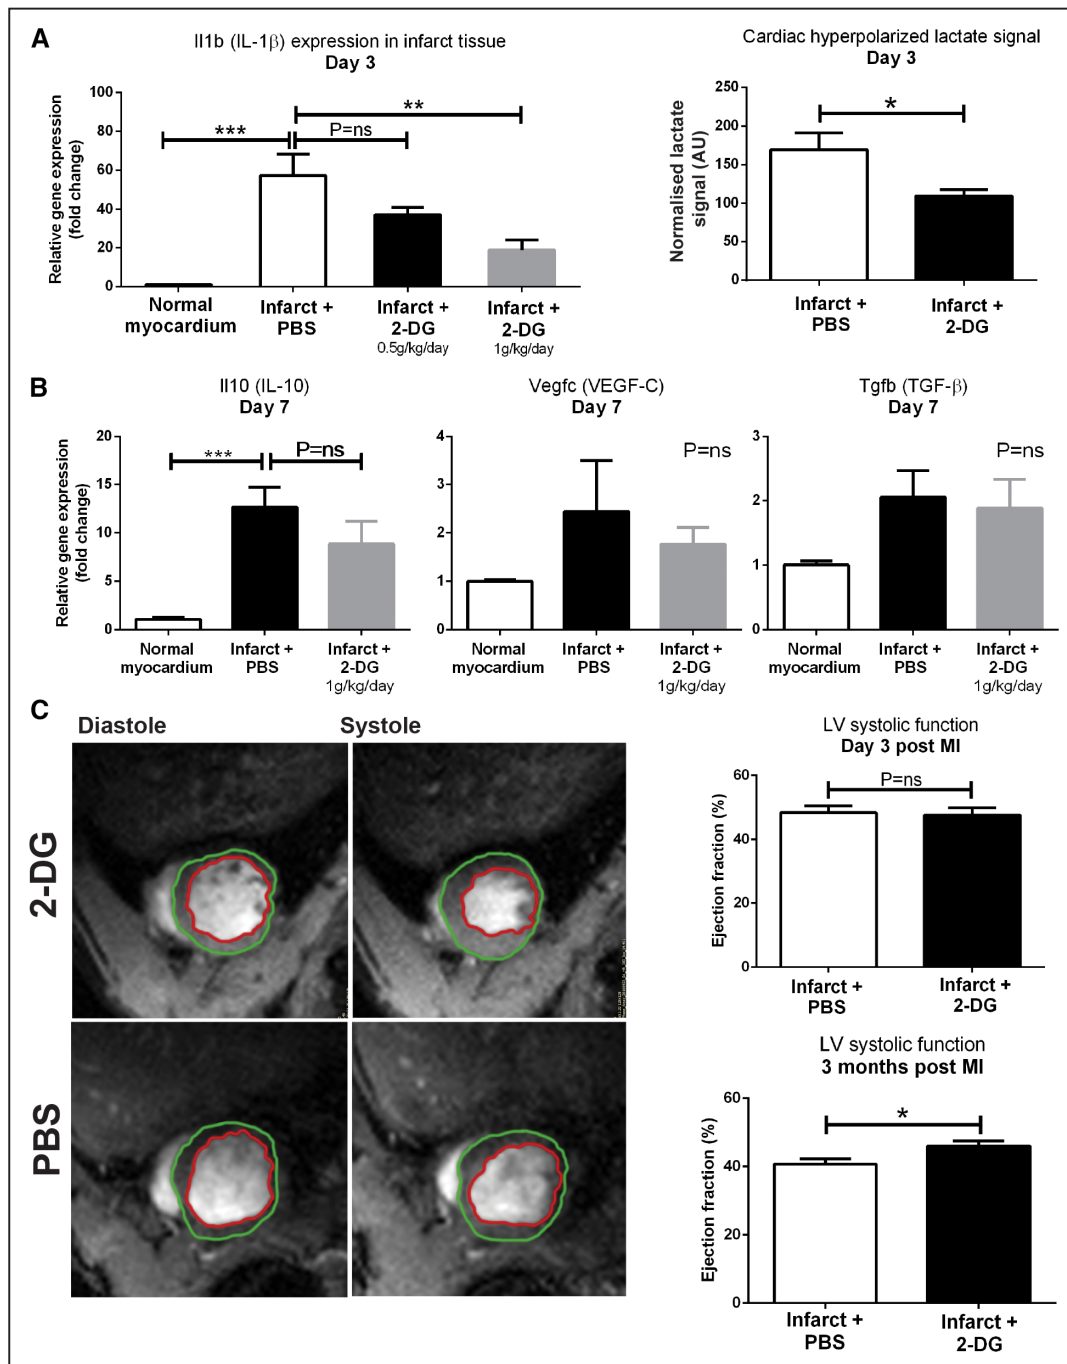 A
Il1b (IL-1β) expression in infarct tissue
Day 3
Relative gene expression
(fold change)
100
80
60
40
20
0
***
P=ns
**
Normal
myocardium
Infarct +
PBS
Infarct +
2-DG
0.5g/kg/day
Infarct +
2-DG
1g/kg/day
Cardiac hyperpolarized lactate signal
Day 3
Normalised lactate
signal (AU)
250
200
150
100
50
0
*
Infarct +
PBS
Infarct +
2-DG
B
Il10 (IL-10)
Day 7
Relative gene expression
(fold change)
20
15
10
5
0
***
P=ns
Normal
myocardium
Infarct +
PBS
Infarct +
2-DG
1g/kg/day
Vegfc (VEGF-C)
Day 7
4
3
2
1
0
P=ns
Normal
myocardium
Infarct +
PBS
Infarct +
2-DG
1g/kg/day
Tgfb (TGF-β)
Day 7
3
2
1
0
P=ns
Normal
myocardium
Infarct +
PBS
Infarct +
2-DG
1g/kg/day
C
Diastole
Systole
2-DG
PBS
LV systolic function
Day 3 post MI
Ejection fraction (%)
60
40
20
0
P=ns
Infarct +
PBS
Infarct +
2-DG
LV systolic function
3 months post MI
Ejection fraction (%)
60
40
20
0
*
Infarct +
PBS
Infarct +
2-DG